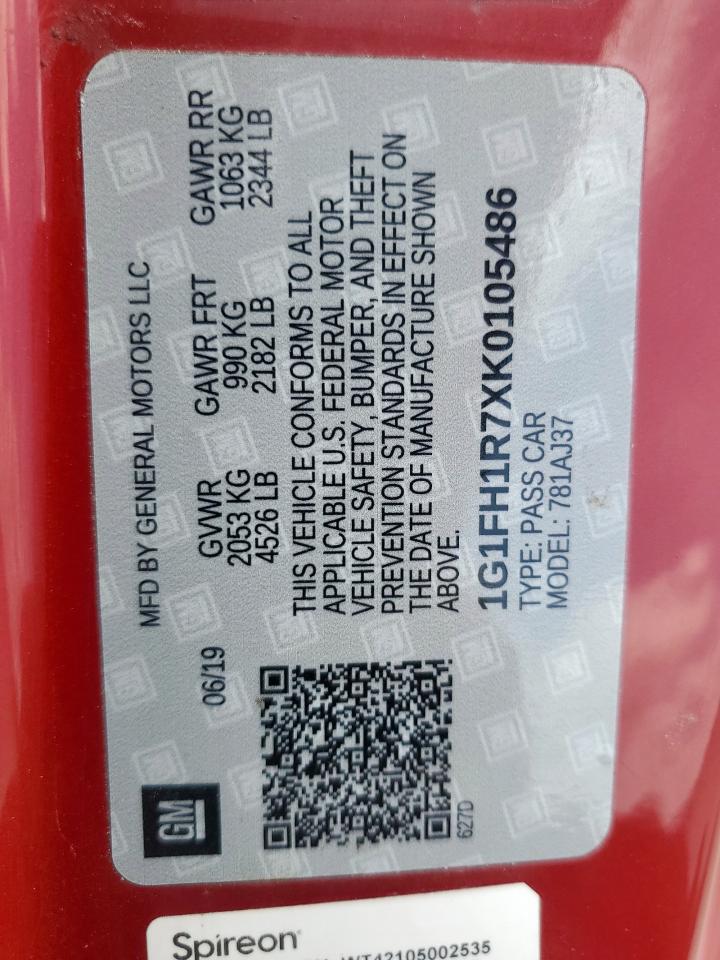 MFD BY GENERAL MOTORS LLC
GM
06/19
GVWR GAWR FRT GAWR RR
2053 KG 990 KG 1063 KG
4526 LB 2182 LB 2344 LB
THIS VEHICLE CONFORMS TO ALL
APPLICABLE U.S. FEDERAL MOTOR
VEHICLE SAFETY, BUMPER, AND THEFT
PREVENTION STANDARDS IN EFFECT ON
THE DATE OF MANUFACTURE SHOWN
ABOVE.
627D
1G1FH1R7XK0105486
TYPE: PASS CAR
MODEL: 781AJ37
Spireon
WT42105002535